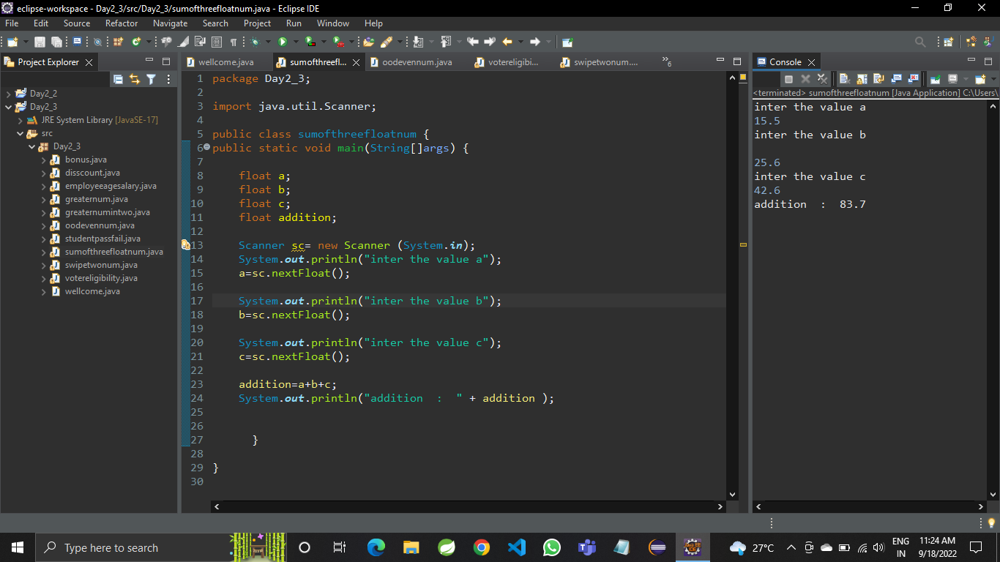 eclipse-workspace - Day2_3/src/Day2_3/sumofthreefloatnum.java - Eclipse IDE
File Edit Source Refactor Navigate Search Project Run Window Help
Project Explorer
Day2_2
Day2_3
JRE System Library [JavaSE-17]
src
Day2_3
bonus.java
disscount.java
employeeagesalary.java
greaternum.java
greaternumintwo.java
oodevennum.java
studentpassfail.java
sumofthreefloatnum.java
swipetwonum.java
votereligibility.java
wellcome.java
wellcome.java sumofthreefl... oodevennum.java votereligibi... swipetwonum.... »6
1 package Day2_3;
2
3 import java.util.Scanner;
4
5 public class sumofthreefloatnum {
6 public static void main(String[]args) {
7
8 float a;
9 float b;
10 float c;
11 float addition;
12
13 Scanner sc= new Scanner (System.in);
14 System.out.println("inter the value a");
15 a=sc.nextFloat();
16
17 System.out.println("inter the value b");
18 b=sc.nextFloat();
19
20 System.out.println("inter the value c");
21 c=sc.nextFloat();
22
23 addition=a+b+c;
24 System.out.println("addition  :  " + addition );
25
26
27 }
28
29 }
30
Console
<terminated> sumofthreefloatnum [Java Application] C:\Users\
inter the value a
15.5
inter the value b
25.6
inter the value c
42.6
addition  :  83.7
Type here to search
27°C
ENG
IN
11:24 AM
9/18/2022